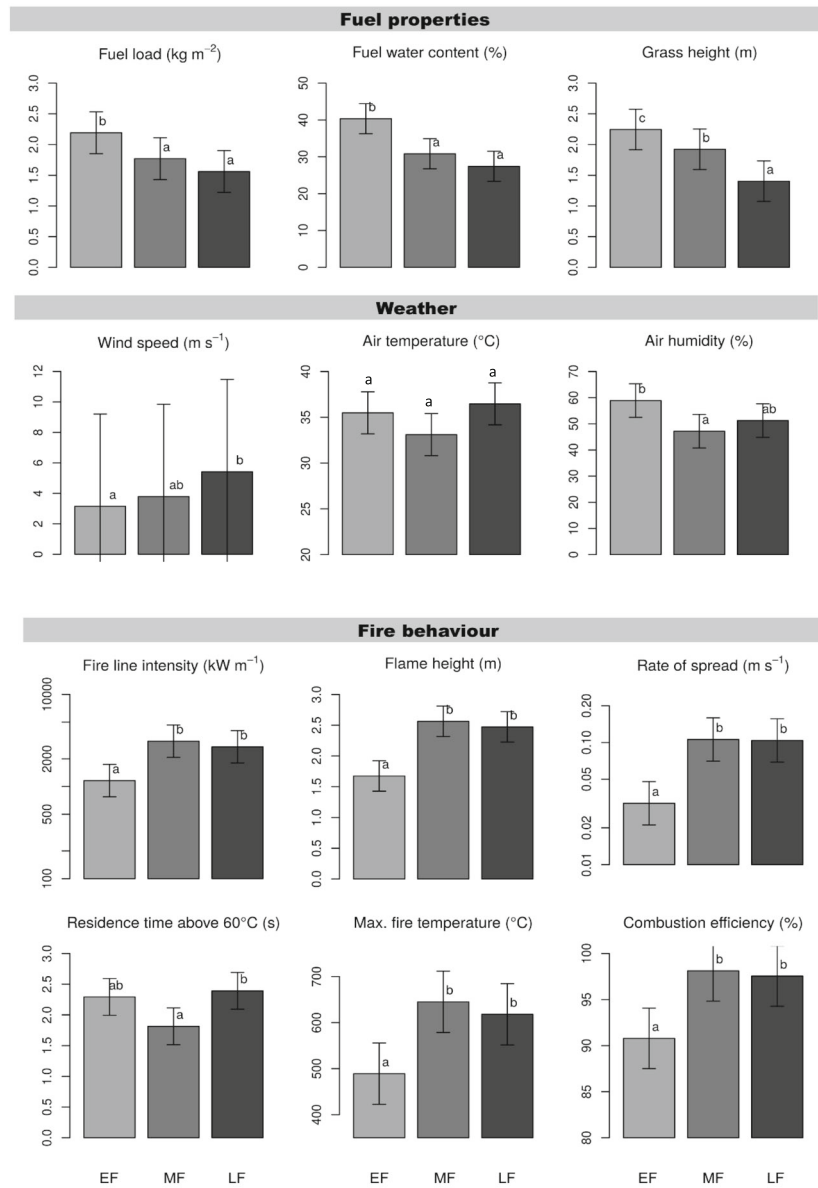 Fuel properties
Fuel load (kg m⁻²) Fuel water content (%) Grass height (m)
3.0 50 3.0
2.5 40 2.5
2.0 30 2.0
1.5 20 1.5
1.0 10 1.0
0.5 0 0.5
0.0 0.0
b a a b a a c b a
Weather
Wind speed (m s⁻¹) Air temperature (°C) Air humidity (%)
12 40 70
10 35 60
8 30 50
6 25 40
4 20 30
2 20
0 10
0
a ab b a a a b a ab
Fire behaviour
Fire line intensity (kW m⁻¹) Flame height (m) Rate of spread (m s⁻¹)
10000 3.0 0.20
2000 2.5 0.10
500 2.0 0.05
100 1.5 0.02
1.0 0.01
0.5
0.0
a b b a b b a b b
Residence time above 60°C (s) Max. fire temperature (°C) Combustion efficiency (%)
3.0 700 100
2.5 600 95
2.0 500 90
1.5 400 85
1.0 80
0.5
0.0
ab a b a b b a b b
EF MF LF EF MF LF EF MF LF